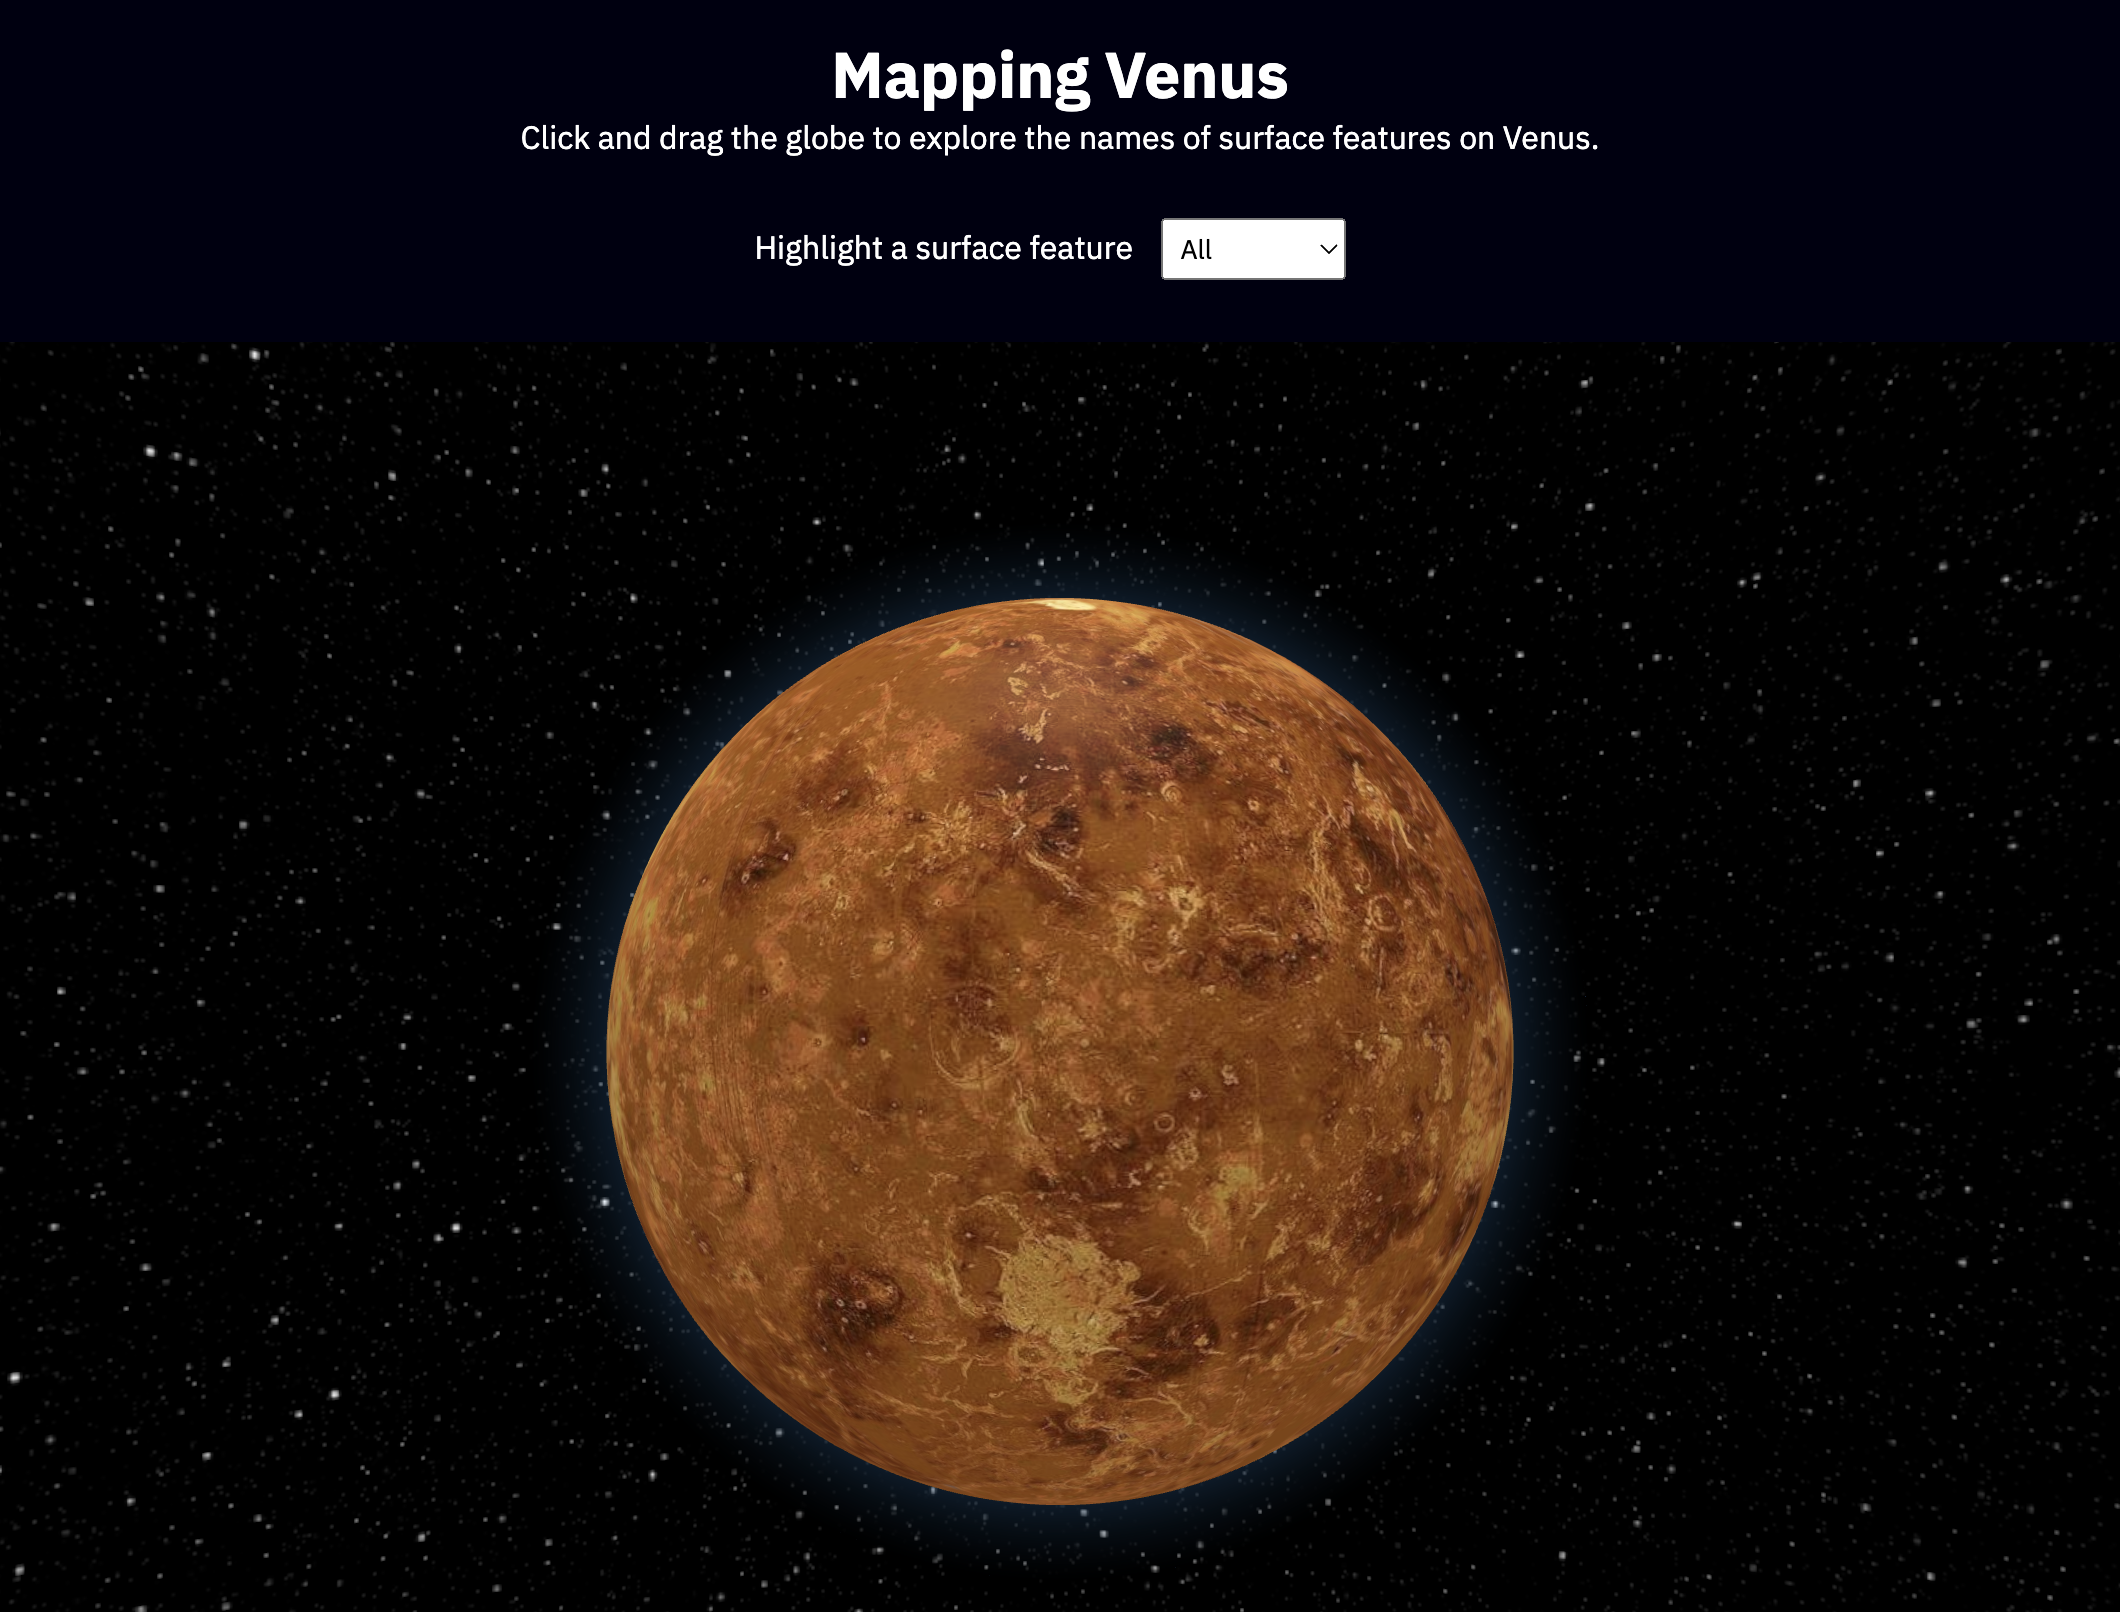 Mapping Venus
Click and drag the globe to explore the names of surface features on Venus.
Highlight a surface feature All